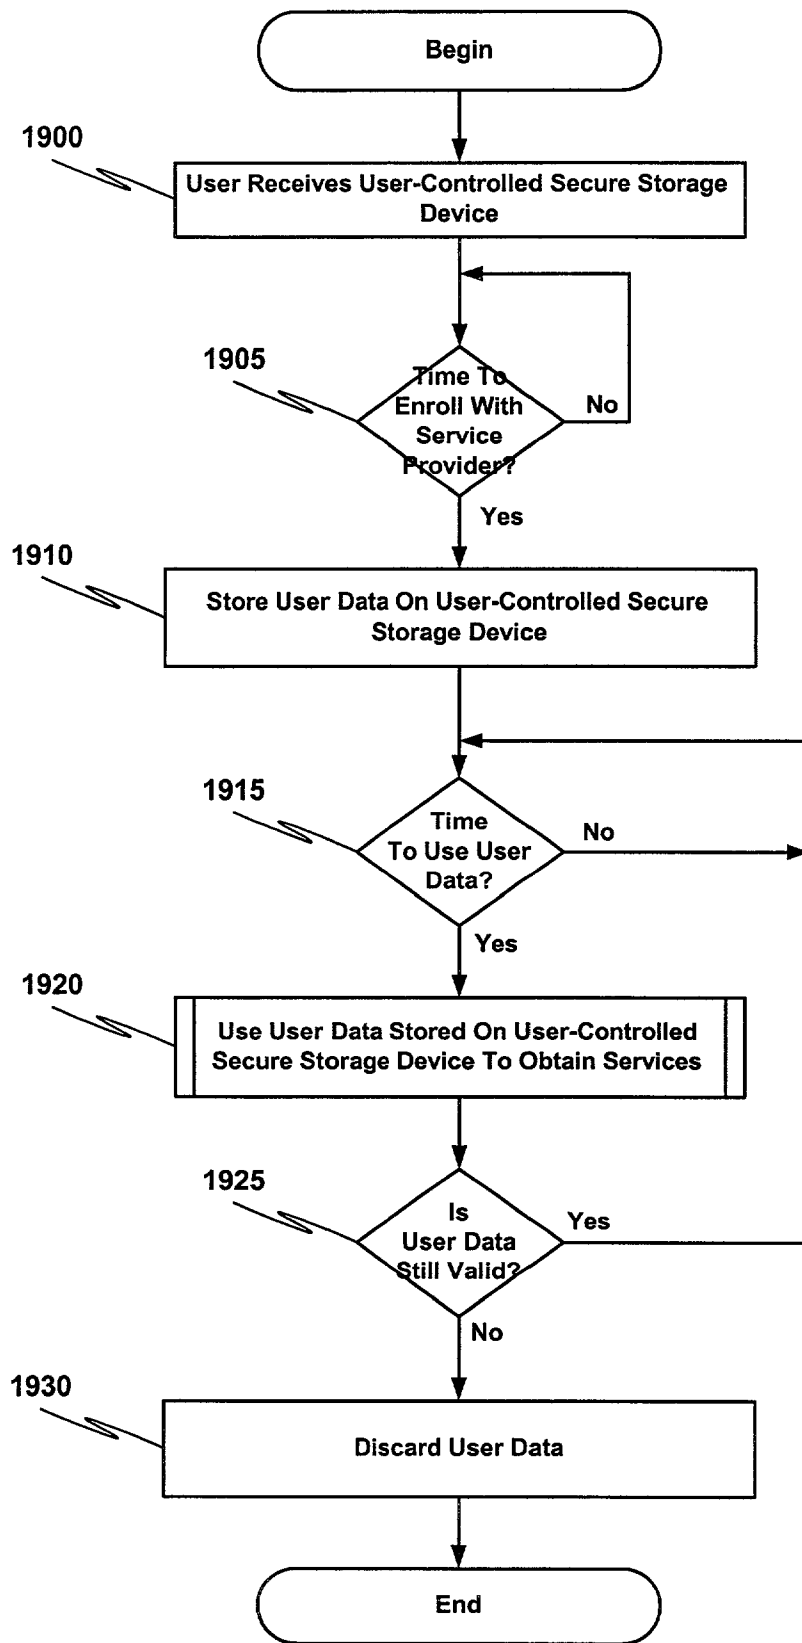 Begin
1900
User Receives User-Controlled Secure Storage
Device
1905
Time To
Enroll With
Service
Provider?
No
Yes
1910
Store User Data On User-Controlled Secure
Storage Device
1915
Time
To Use User
Data?
No
Yes
1920
Use User Data Stored On User-Controlled
Secure Storage Device To Obtain Services
1925
Is
User Data
Still Valid?
Yes
No
1930
Discard User Data
End